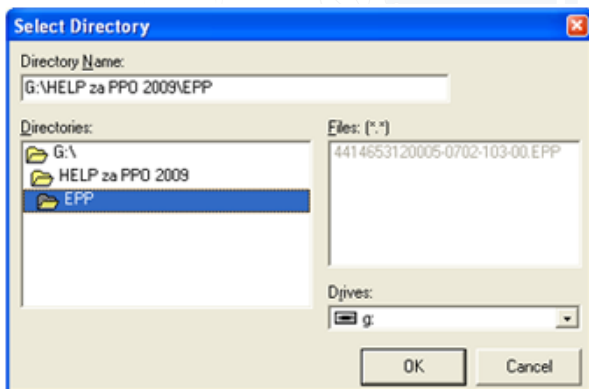 Select Directory
Directory Name:
G:\HELP za PPO 2009\EPP
Directories:
G:\
HELP za PPO 2009
EPP
Files: (*.*)
4414653120005-0702-103-00.EPP
Drives:
g:
OK
Cancel